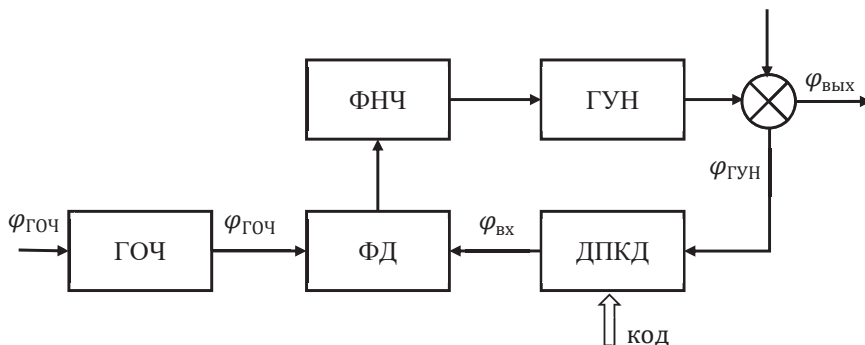 ФНЧ
ГУН
φвых
φГУН
φГОЧ
φГОЧ
φвх
ГОЧ
ФД
ДПКД
код